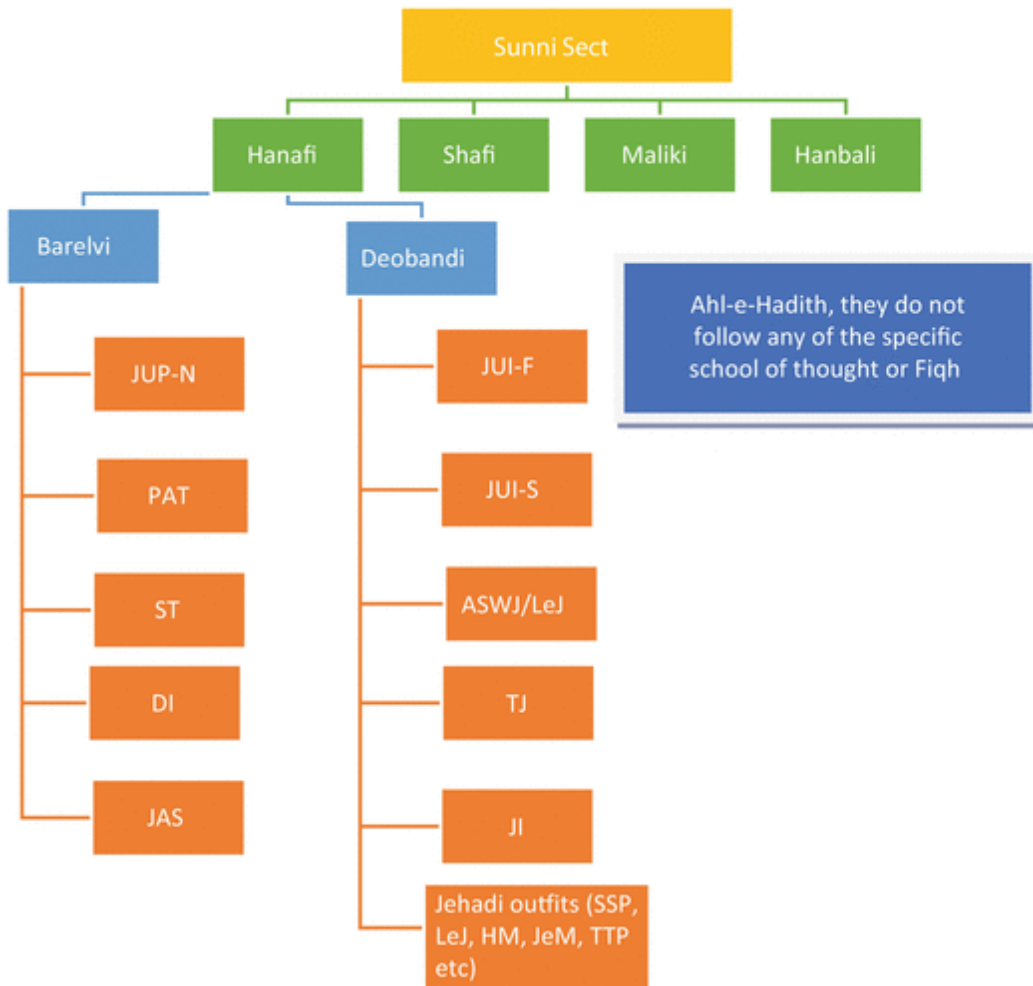 Sunni Sect
Hanafi
Shafi
Maliki
Hanbali
Barelvi
Deobandi
Ahl-e-Hadith, they do not
follow any of the specific
school of thought or Fiqh
JUP-N
PAT
ST
DI
JAS
JUI-F
JUI-S
ASWJ/LeJ
TJ
JI
Jehadi outfits (SSP,
LeJ, HM, JeM, TTP
etc)